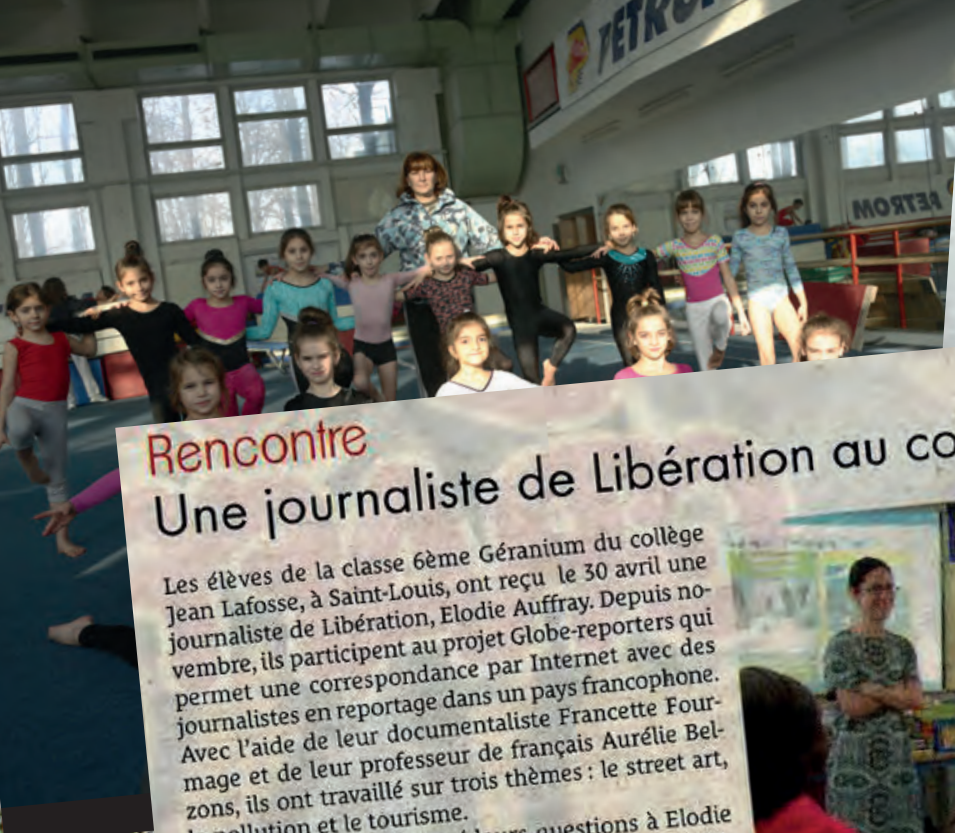 PETROM
PETROM
Rencontre
Une journaliste de Libération au co
Les élèves de la classe 6ème Géranium du collège
Jean Lafosse, à Saint-Louis, ont reçu le 30 avril une
journaliste de Libération, Elodie Auffray. Depuis no-
vembre, ils participent au projet Globe-reporters qui
permet une correspondance par Internet avec des
journalistes en reportage dans un pays francophone.
Avec l'aide de leur documentaliste Francette Four-
mage et de leur professeur de français Aurélie Bel-
zons, ils ont travaillé sur trois thèmes : le street art,
pollution et le tourisme.
questions à Elodie